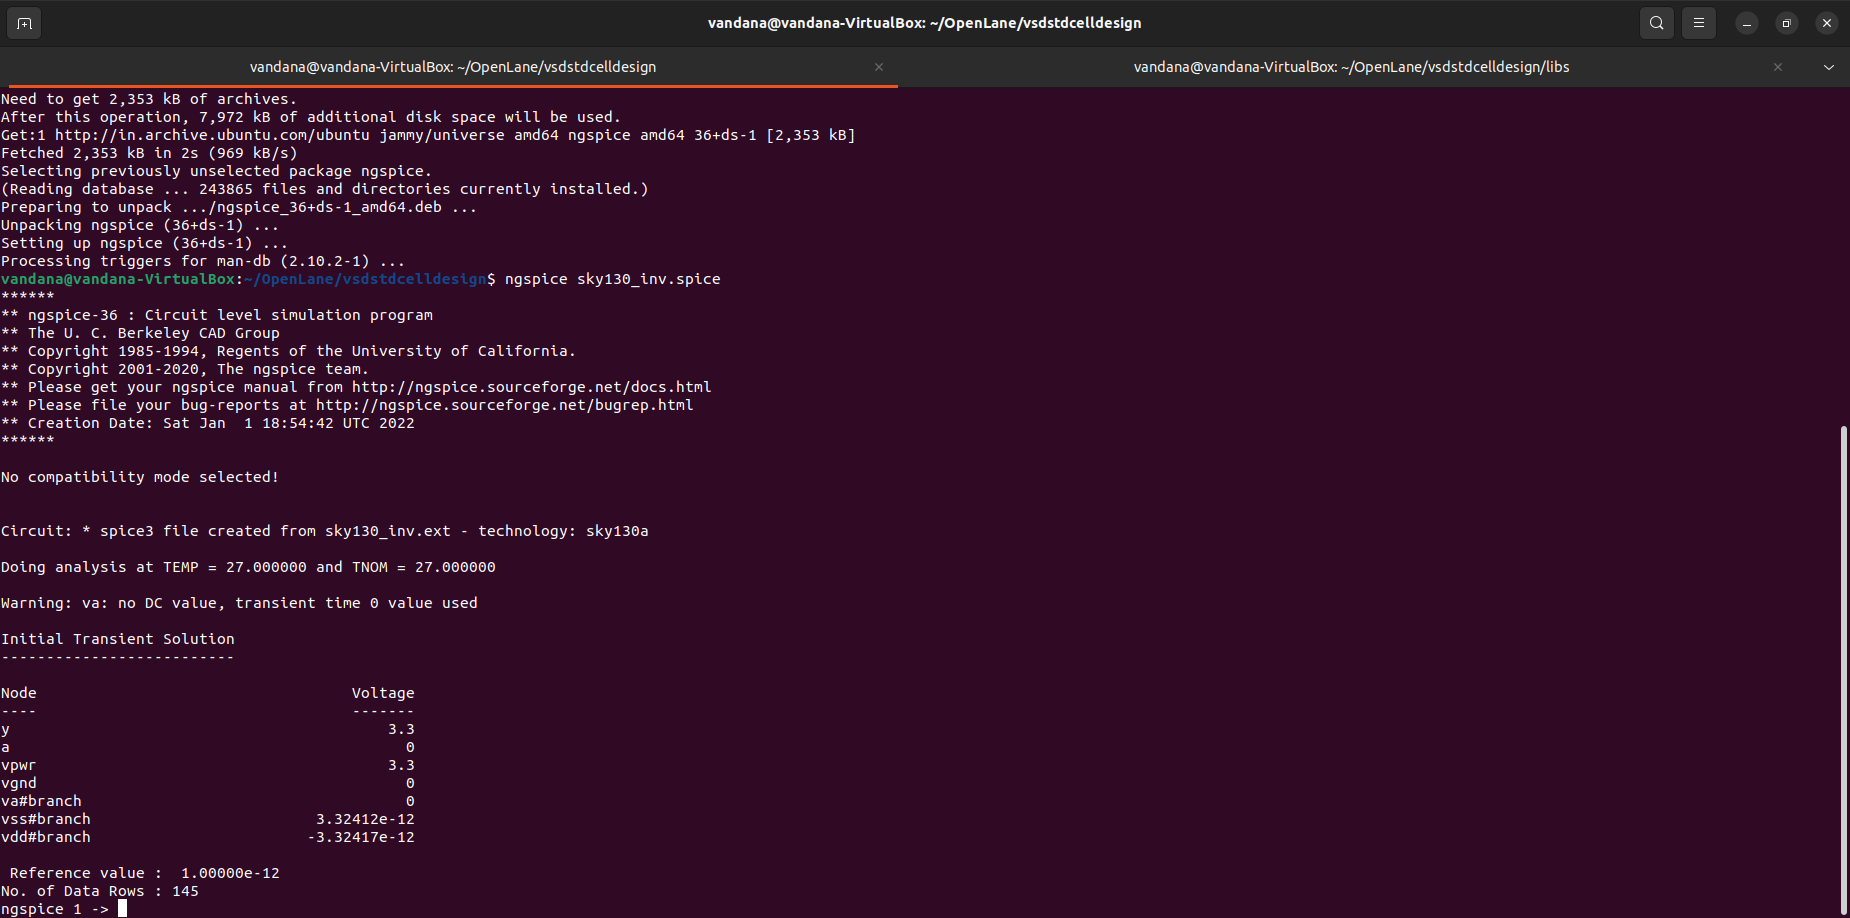 vandana@vandana-VirtualBox: ~/OpenLane/vsdstdcelldesign
vandana@vandana-VirtualBox: ~/OpenLane/vsdstdcelldesign
vandana@vandana-VirtualBox: ~/OpenLane/vsdstdcelldesign/libs
Need to get 2,353 kB of archives.
After this operation, 7,972 kB of additional disk space will be used.
Get:1 http://in.archive.ubuntu.com/ubuntu jammy/universe amd64 ngspice amd64 36+ds-1 [2,353 kB]
Fetched 2,353 kB in 2s (969 kB/s)
Selecting previously unselected package ngspice.
(Reading database ... 243865 files and directories currently installed.)
Preparing to unpack .../ngspice_36+ds-1_amd64.deb ...
Unpacking ngspice (36+ds-1) ...
Setting up ngspice (36+ds-1) ...
Processing triggers for man-db (2.10.2-1) ...
vandana@vandana-VirtualBox:~/OpenLane/vsdstdcelldesign$ ngspice sky130_inv.spice
******
** ngspice-36 : Circuit level simulation program
** The U. C. Berkeley CAD Group
** Copyright 1985-1994, Regents of the University of California.
** Copyright 2001-2020, The ngspice team.
** Please get your ngspice manual from http://ngspice.sourceforge.net/docs.html
** Please file your bug-reports at http://ngspice.sourceforge.net/bugrep.html
** Creation Date: Sat Jan  1 18:54:42 UTC 2022
******
No compatibility mode selected!
Circuit: * spice3 file created from sky130_inv.ext - technology: sky130a
Doing analysis at TEMP = 27.000000 and TNOM = 27.000000
Warning: va: no DC value, transient time 0 value used
Initial Transient Solution
--------------------------
Node                                   Voltage
----                                   -------
y                                          3.3
a                                            0
vpwr                                       3.3
vgnd                                         0
va#branch                                    0
vss#branch                         3.32412e-12
vdd#branch                        -3.32417e-12
Reference value :  1.00000e-12
No. of Data Rows : 145
ngspice 1 ->